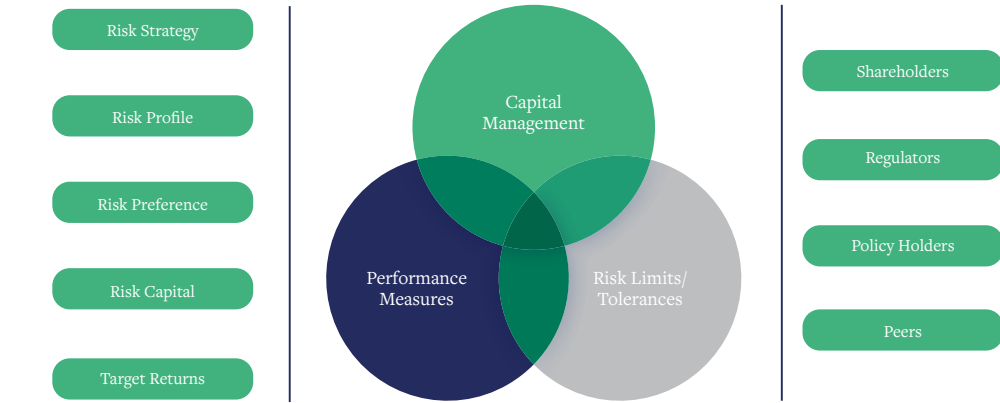 Risk Strategy
Risk Profile
Risk Preference
Risk Capital
Target Returns
Capital
Management
Performance
Measures
Risk Limits/
Tolerances
Shareholders
Regulators
Policy Holders
Peers